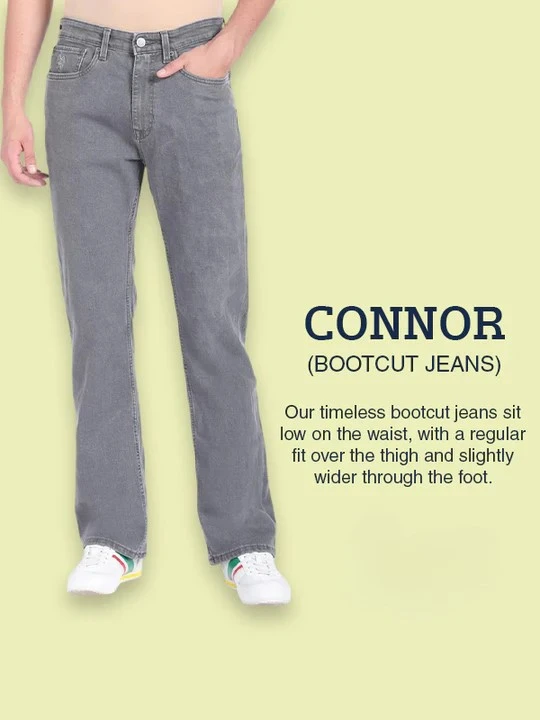 CONNOR
(BOOTCUT JEANS)
Our timeless bootcut jeans sit
low on the waist, with a regular
fit over the thigh and slightly
wider through the foot.